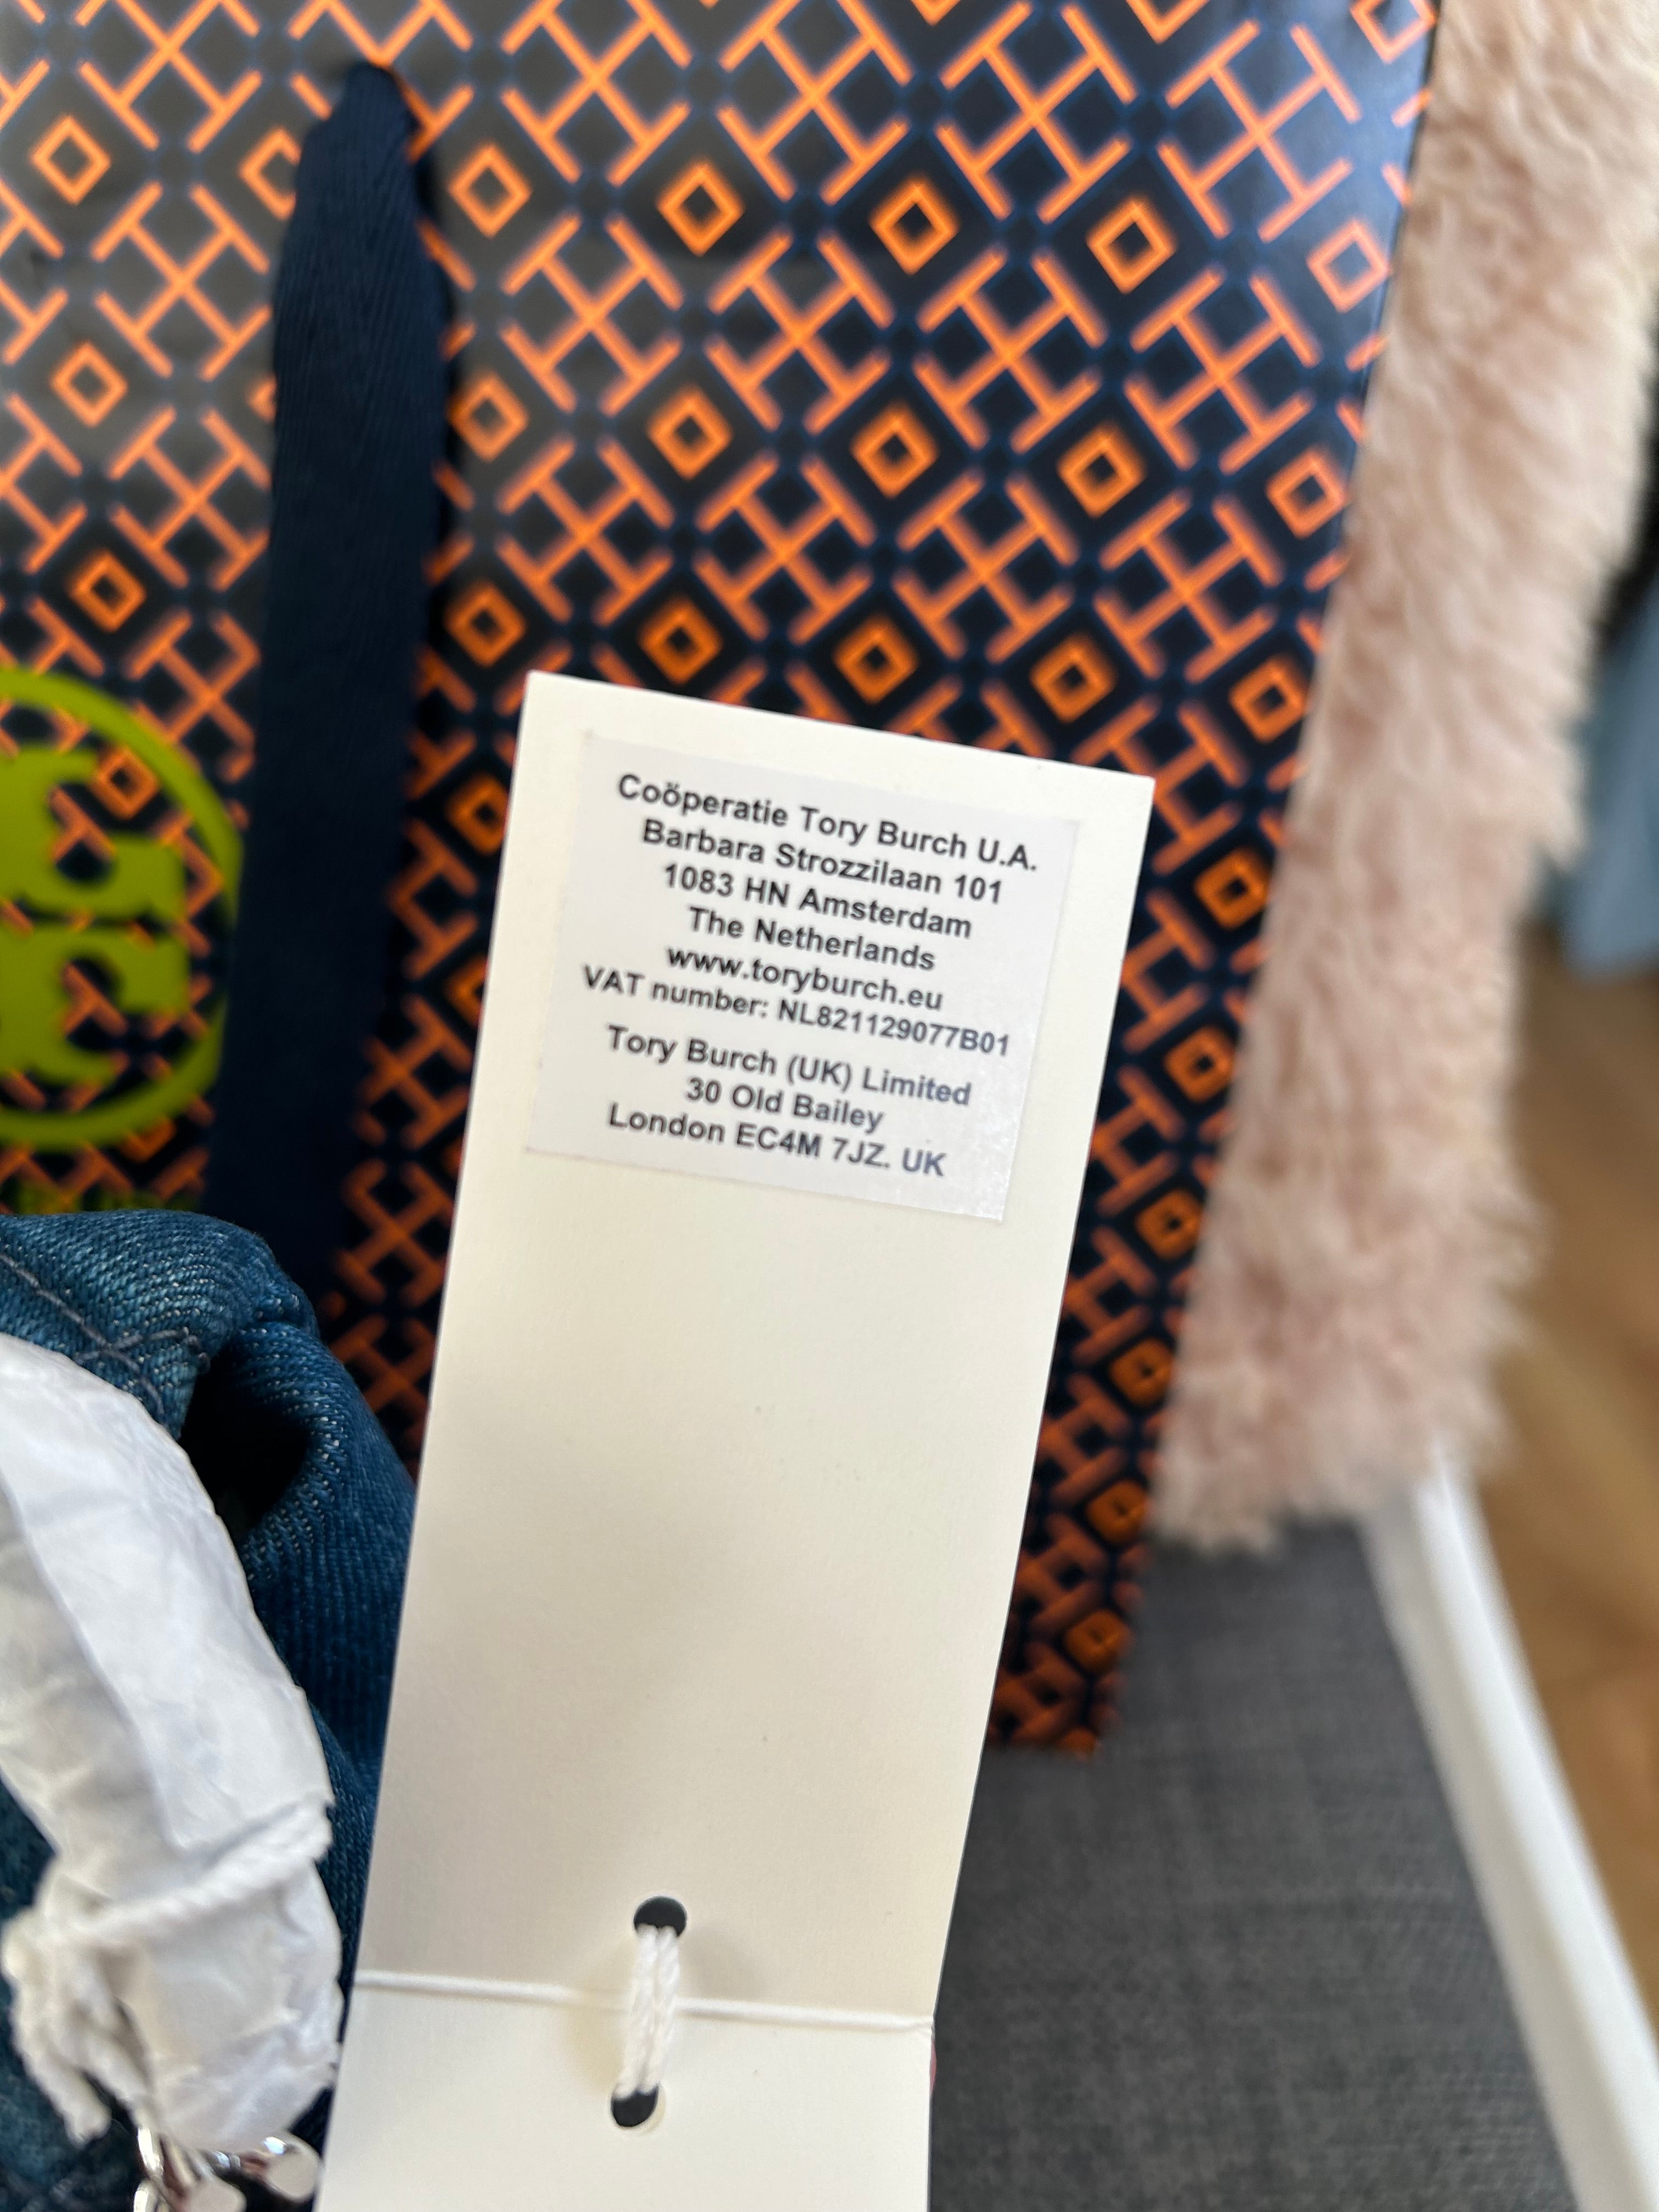 Coöperatie Tory Burch U.A.
Barbara Strozzilaan 101
1083 HN Amsterdam
The Netherlands
www.toryburch.eu
VAT number: NL821129077B01
Tory Burch (UK) Limited
30 Old Bailey
London EC4M 7JZ. UK